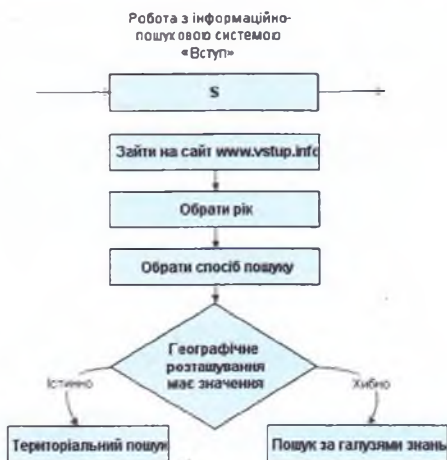 Робота з інформаційно-
пошуковою системою
«Вступ»
S
Зайти на сайт www.vstup.info
Обрати рік
Обрати спосіб пошуку
Географічне
розташування
має значення
Істинно
Хибно
Територіальний пошук
Пошук за галузями знань